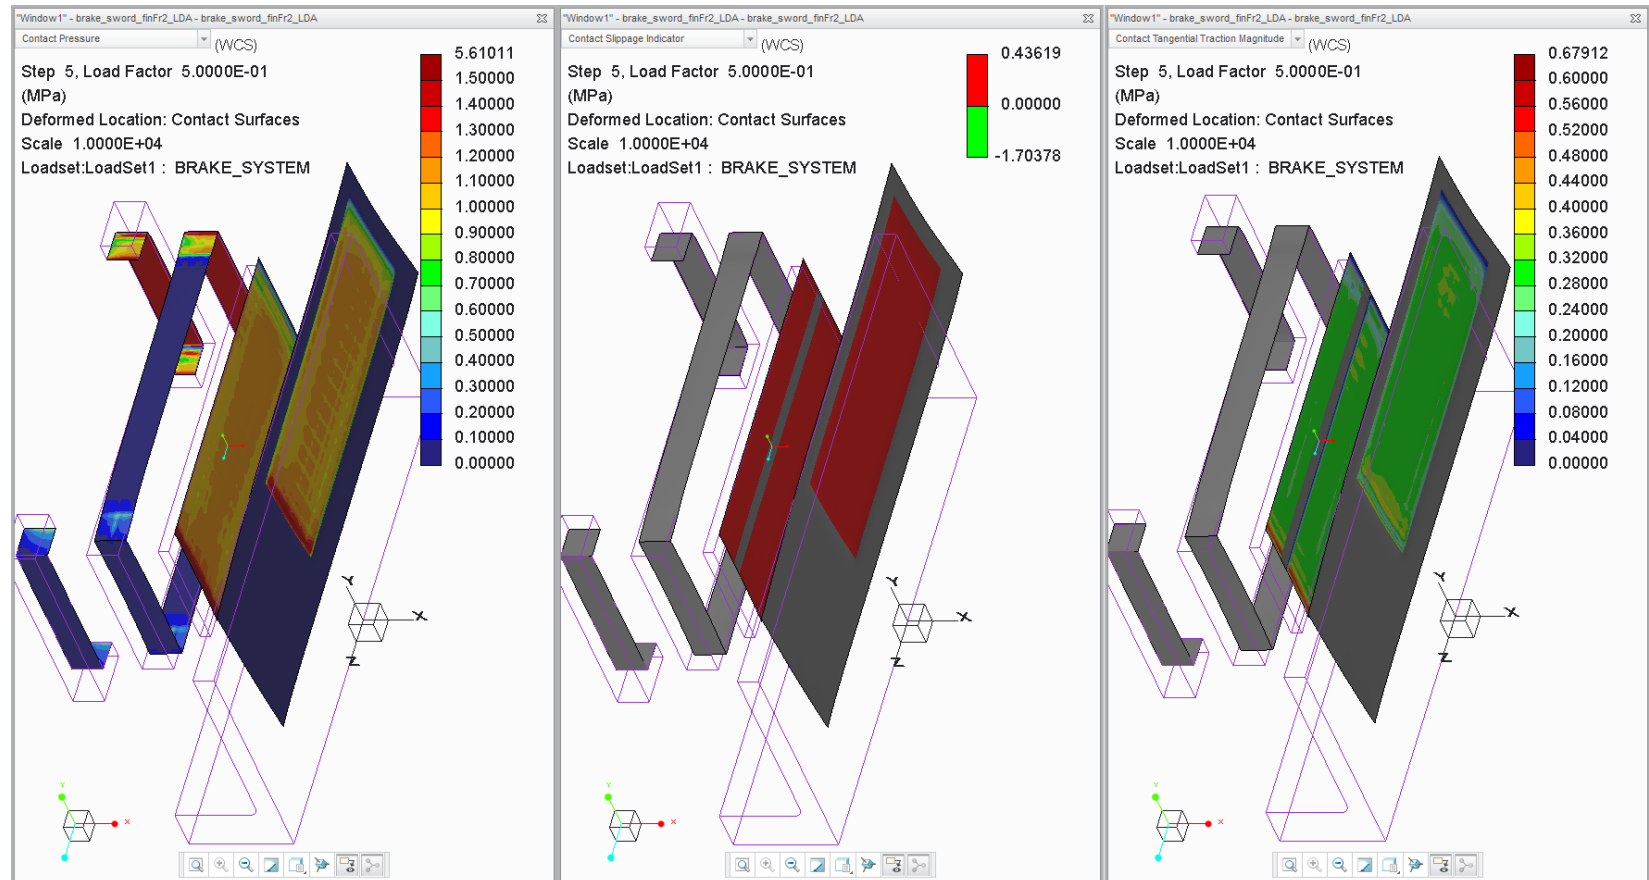 "Window1" - brake_sword_finFr2_LDA - brake_sword_finFr2_LDA
Contact Pressure
(WCS)
Step 5, Load Factor 5.0000E-01
(MPa)
Deformed Location: Contact Surfaces
Scale 1.0000E+04
Loadset:LoadSet1 : BRAKE_SYSTEM
5.61011
1.50000
1.40000
1.30000
1.20000
1.10000
1.00000
0.90000
0.80000
0.70000
0.60000
0.50000
0.40000
0.30000
0.20000
0.10000
0.00000
Y
X
Z
Y
X
"Window1" - brake_sword_finFr2_LDA - brake_sword_finFr2_LDA
Contact Slippage Indicator
(WCS)
Step 5, Load Factor 5.0000E-01
(MPa)
Deformed Location: Contact Surfaces
Scale 1.0000E+04
Loadset:LoadSet1 : BRAKE_SYSTEM
0.43619
0.00000
-1.70378
Y
X
Z
Y
X
"Window1" - brake_sword_finFr2_LDA - brake_sword_finFr2_LDA
Contact Tangential Traction Magnitude
(WCS)
Step 5, Load Factor 5.0000E-01
(MPa)
Deformed Location: Contact Surfaces
Scale 1.0000E+04
Loadset:LoadSet1 : BRAKE_SYSTEM
0.67912
0.60000
0.56000
0.52000
0.48000
0.44000
0.40000
0.36000
0.32000
0.28000
0.24000
0.20000
0.16000
0.12000
0.08000
0.04000
0.00000
Y
X
Z
Y
X